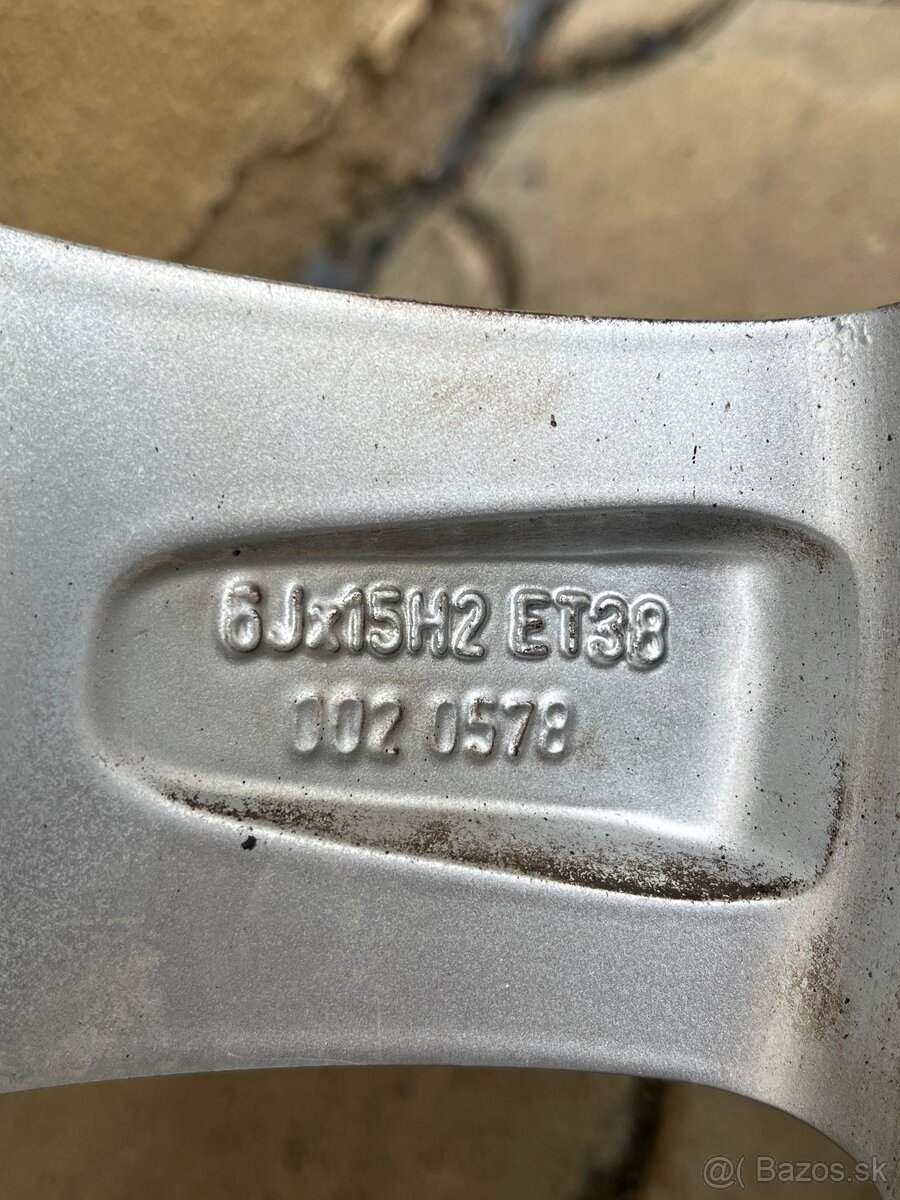 6Jx15H2 ET38
002 0578
@( Bazos.sk